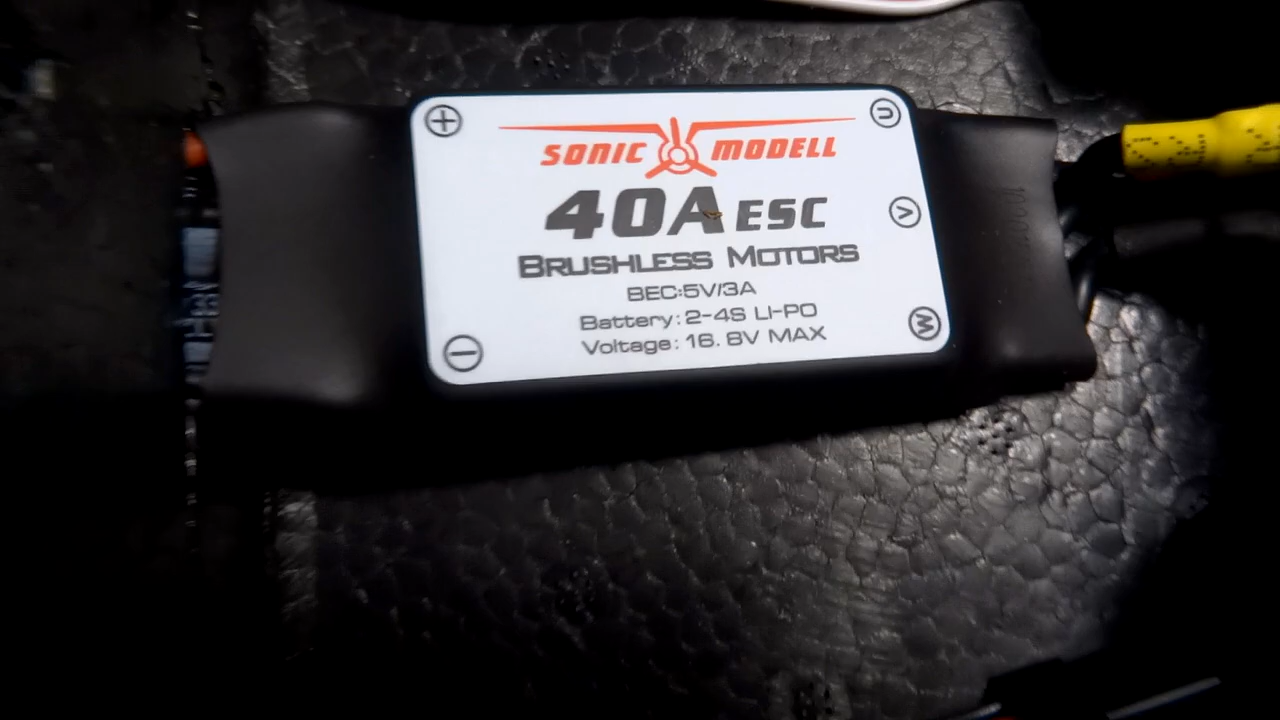 SONIC MODELL
40A ESC
BRUSHLESS MOTORS
BEC:5V/3A
Battery: 2-4S LI-PO
Voltage: 16.8V MAX
+
-
U
V
W